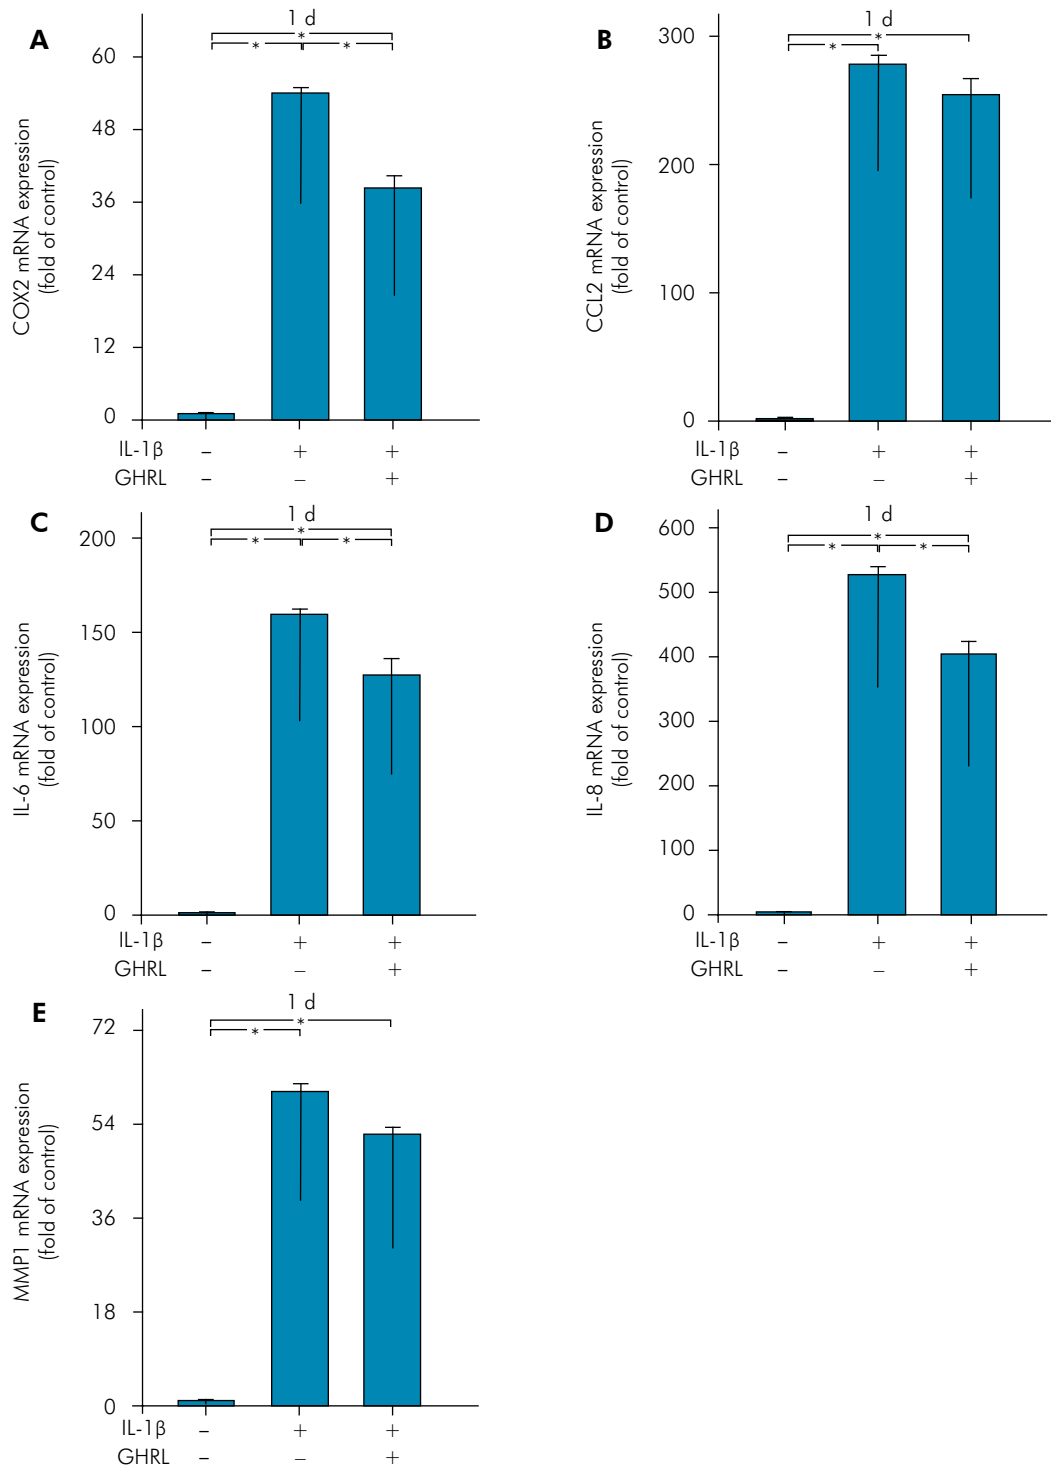 A
1 d
*
* *
60
48
36
24
12
0
COX2 mRNA expression
(fold of control)
IL-1β – + +
GHRL – – +
B
1 d
*
*
300
200
100
0
CCL2 mRNA expression
(fold of control)
IL-1β – + +
GHRL – – +
C
1 d
*
* *
200
150
100
50
0
IL-6 mRNA expression
(fold of control)
IL-1β – + +
GHRL – – +
D
1 d
*
* *
600
500
400
300
200
100
0
IL-8 mRNA expression
(fold of control)
IL-1β – + +
GHRL – – +
E
1 d
*
*
72
54
36
18
0
MMP1 mRNA expression
(fold of control)
IL-1β – + +
GHRL – – +